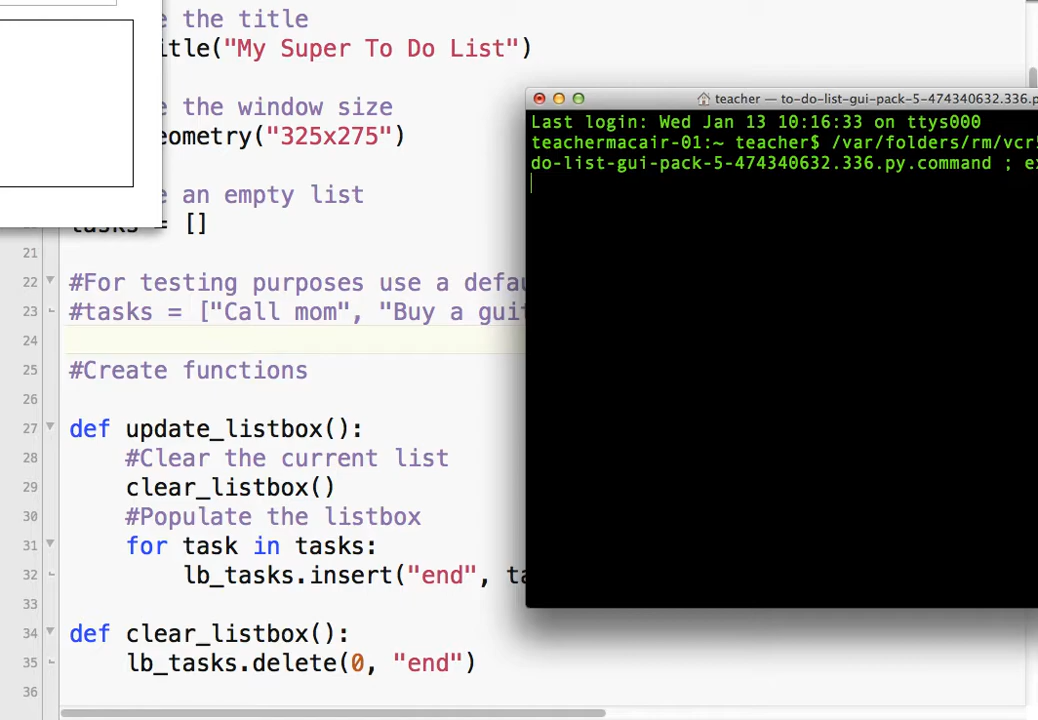 e the title
itle("My Super To Do List")
e the window size
eometry("325x275")
e an empty list
tasks = []
21
22 #For testing purposes use a defau
23 #tasks = ["Call mom", "Buy a guit
24
25 #Create functions
26
27 def update_listbox():
28 #Clear the current list
29 clear_listbox()
30 #Populate the listbox
31 for task in tasks:
32 lb_tasks.insert("end", ta
33
34 def clear_listbox():
35 lb_tasks.delete(0, "end")
36
teacher — to-do-list-gui-pack-5-474340632.336.p
Last login: Wed Jan 13 10:16:33 on ttys000
teachermacair-01:~ teacher$ /var/folders/rm/vcr
do-list-gui-pack-5-474340632.336.py.command ; ex